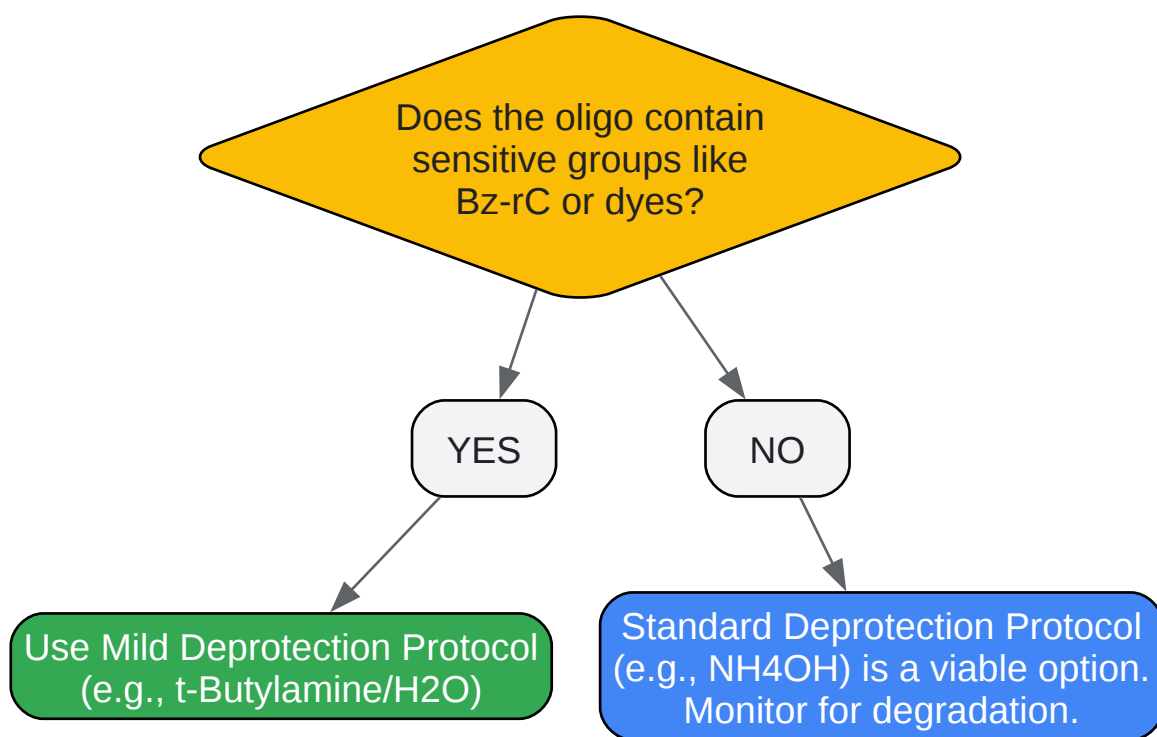 Does the oligo contain
sensitive groups like
Bz-rC or dyes?
YES
NO
Use Mild Deprotection Protocol
(e.g., t-Butylamine/H2O)
Standard Deprotection Protocol
(e.g., NH4OH) is a viable option.
Monitor for degradation.